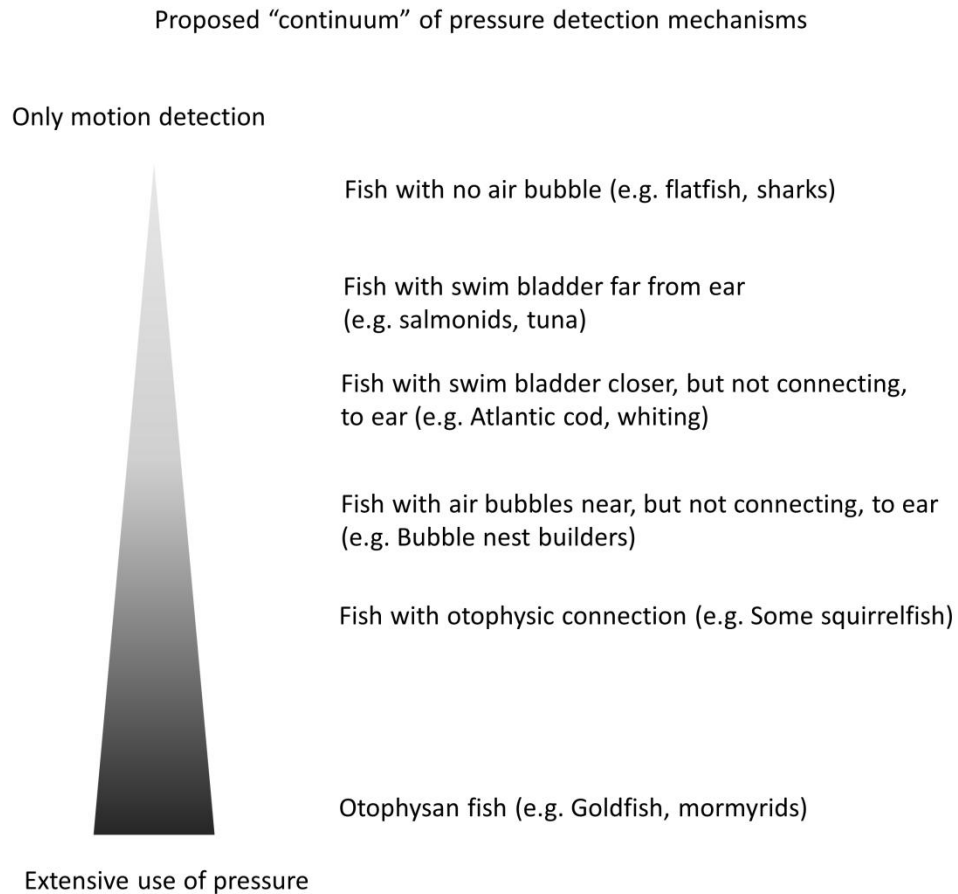 Proposed “continuum” of pressure detection mechanisms
Only motion detection
Fish with no air bubble (e.g. flatfish, sharks)
Fish with swim bladder far from ear
(e.g. salmonids, tuna)
Fish with swim bladder closer, but not connecting,
to ear (e.g. Atlantic cod, whiting)
Fish with air bubbles near, but not connecting, to ear
(e.g. Bubble nest builders)
Fish with otophysic connection (e.g. Some squirrelfish)
Otophysan fish (e.g. Goldfish, mormyrids)
Extensive use of pressure